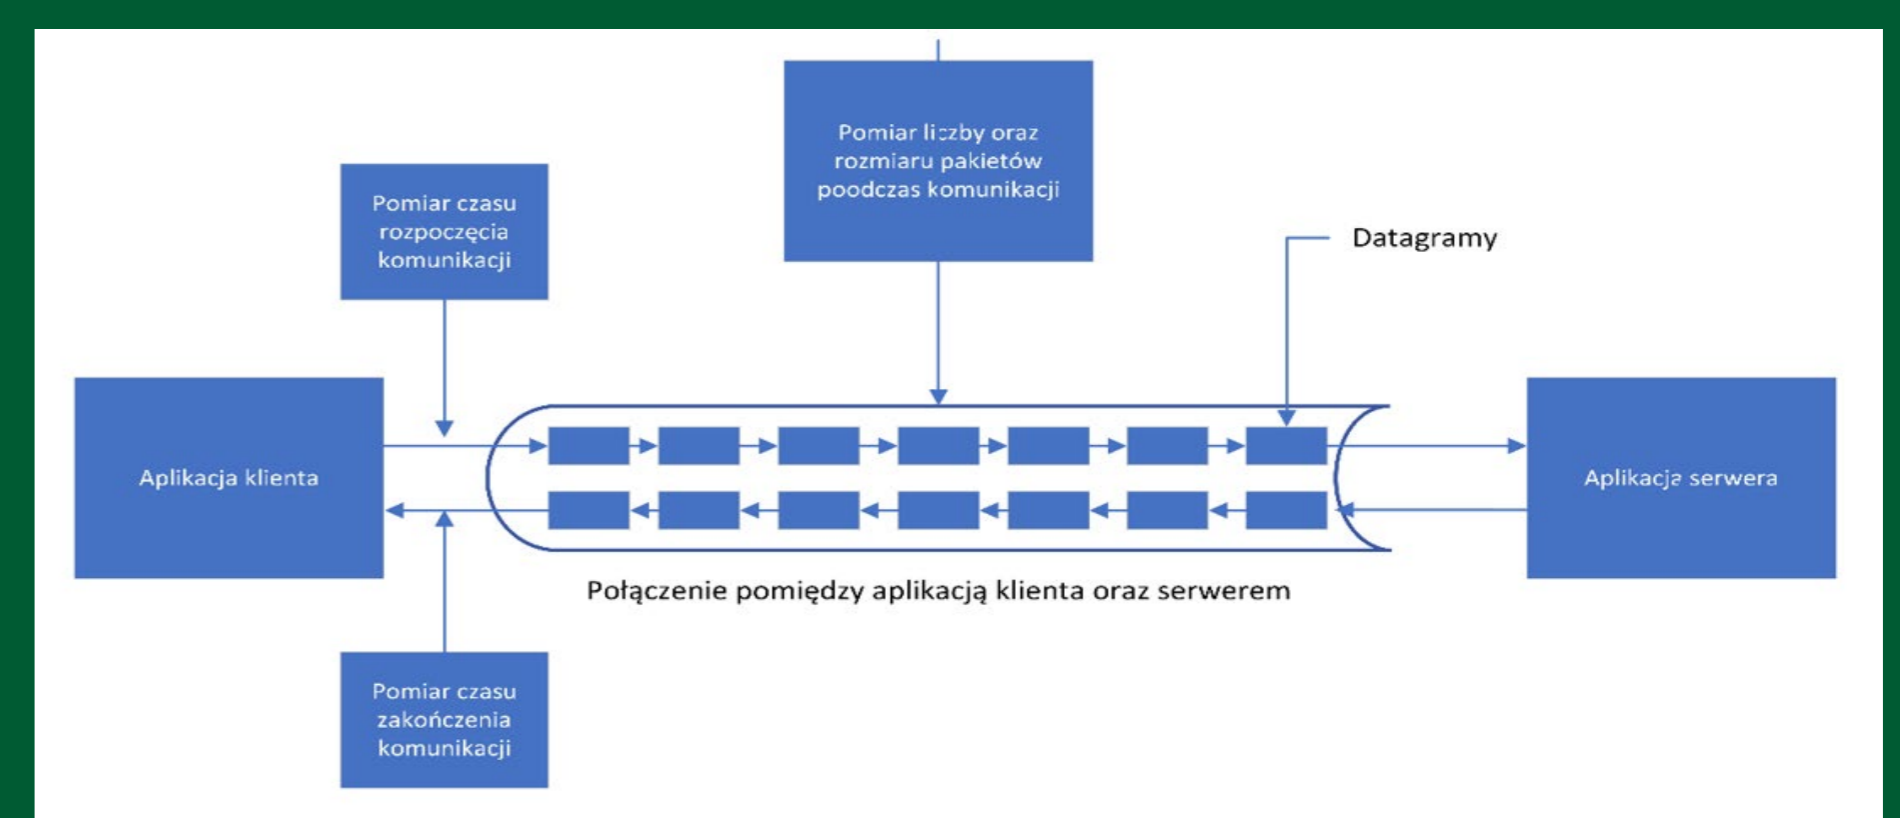 Pomiar liczby oraz
rozmiaru pakietów
poodczas komunikacji
Pomiar czasu
rozpoczęcia
komunikacji
Datagramy
Aplikacja klienta
Aplikacja serwera
Połączenie pomiędzy aplikacją klienta oraz serwerem
Pomiar czasu
zakończenia
komunikacji